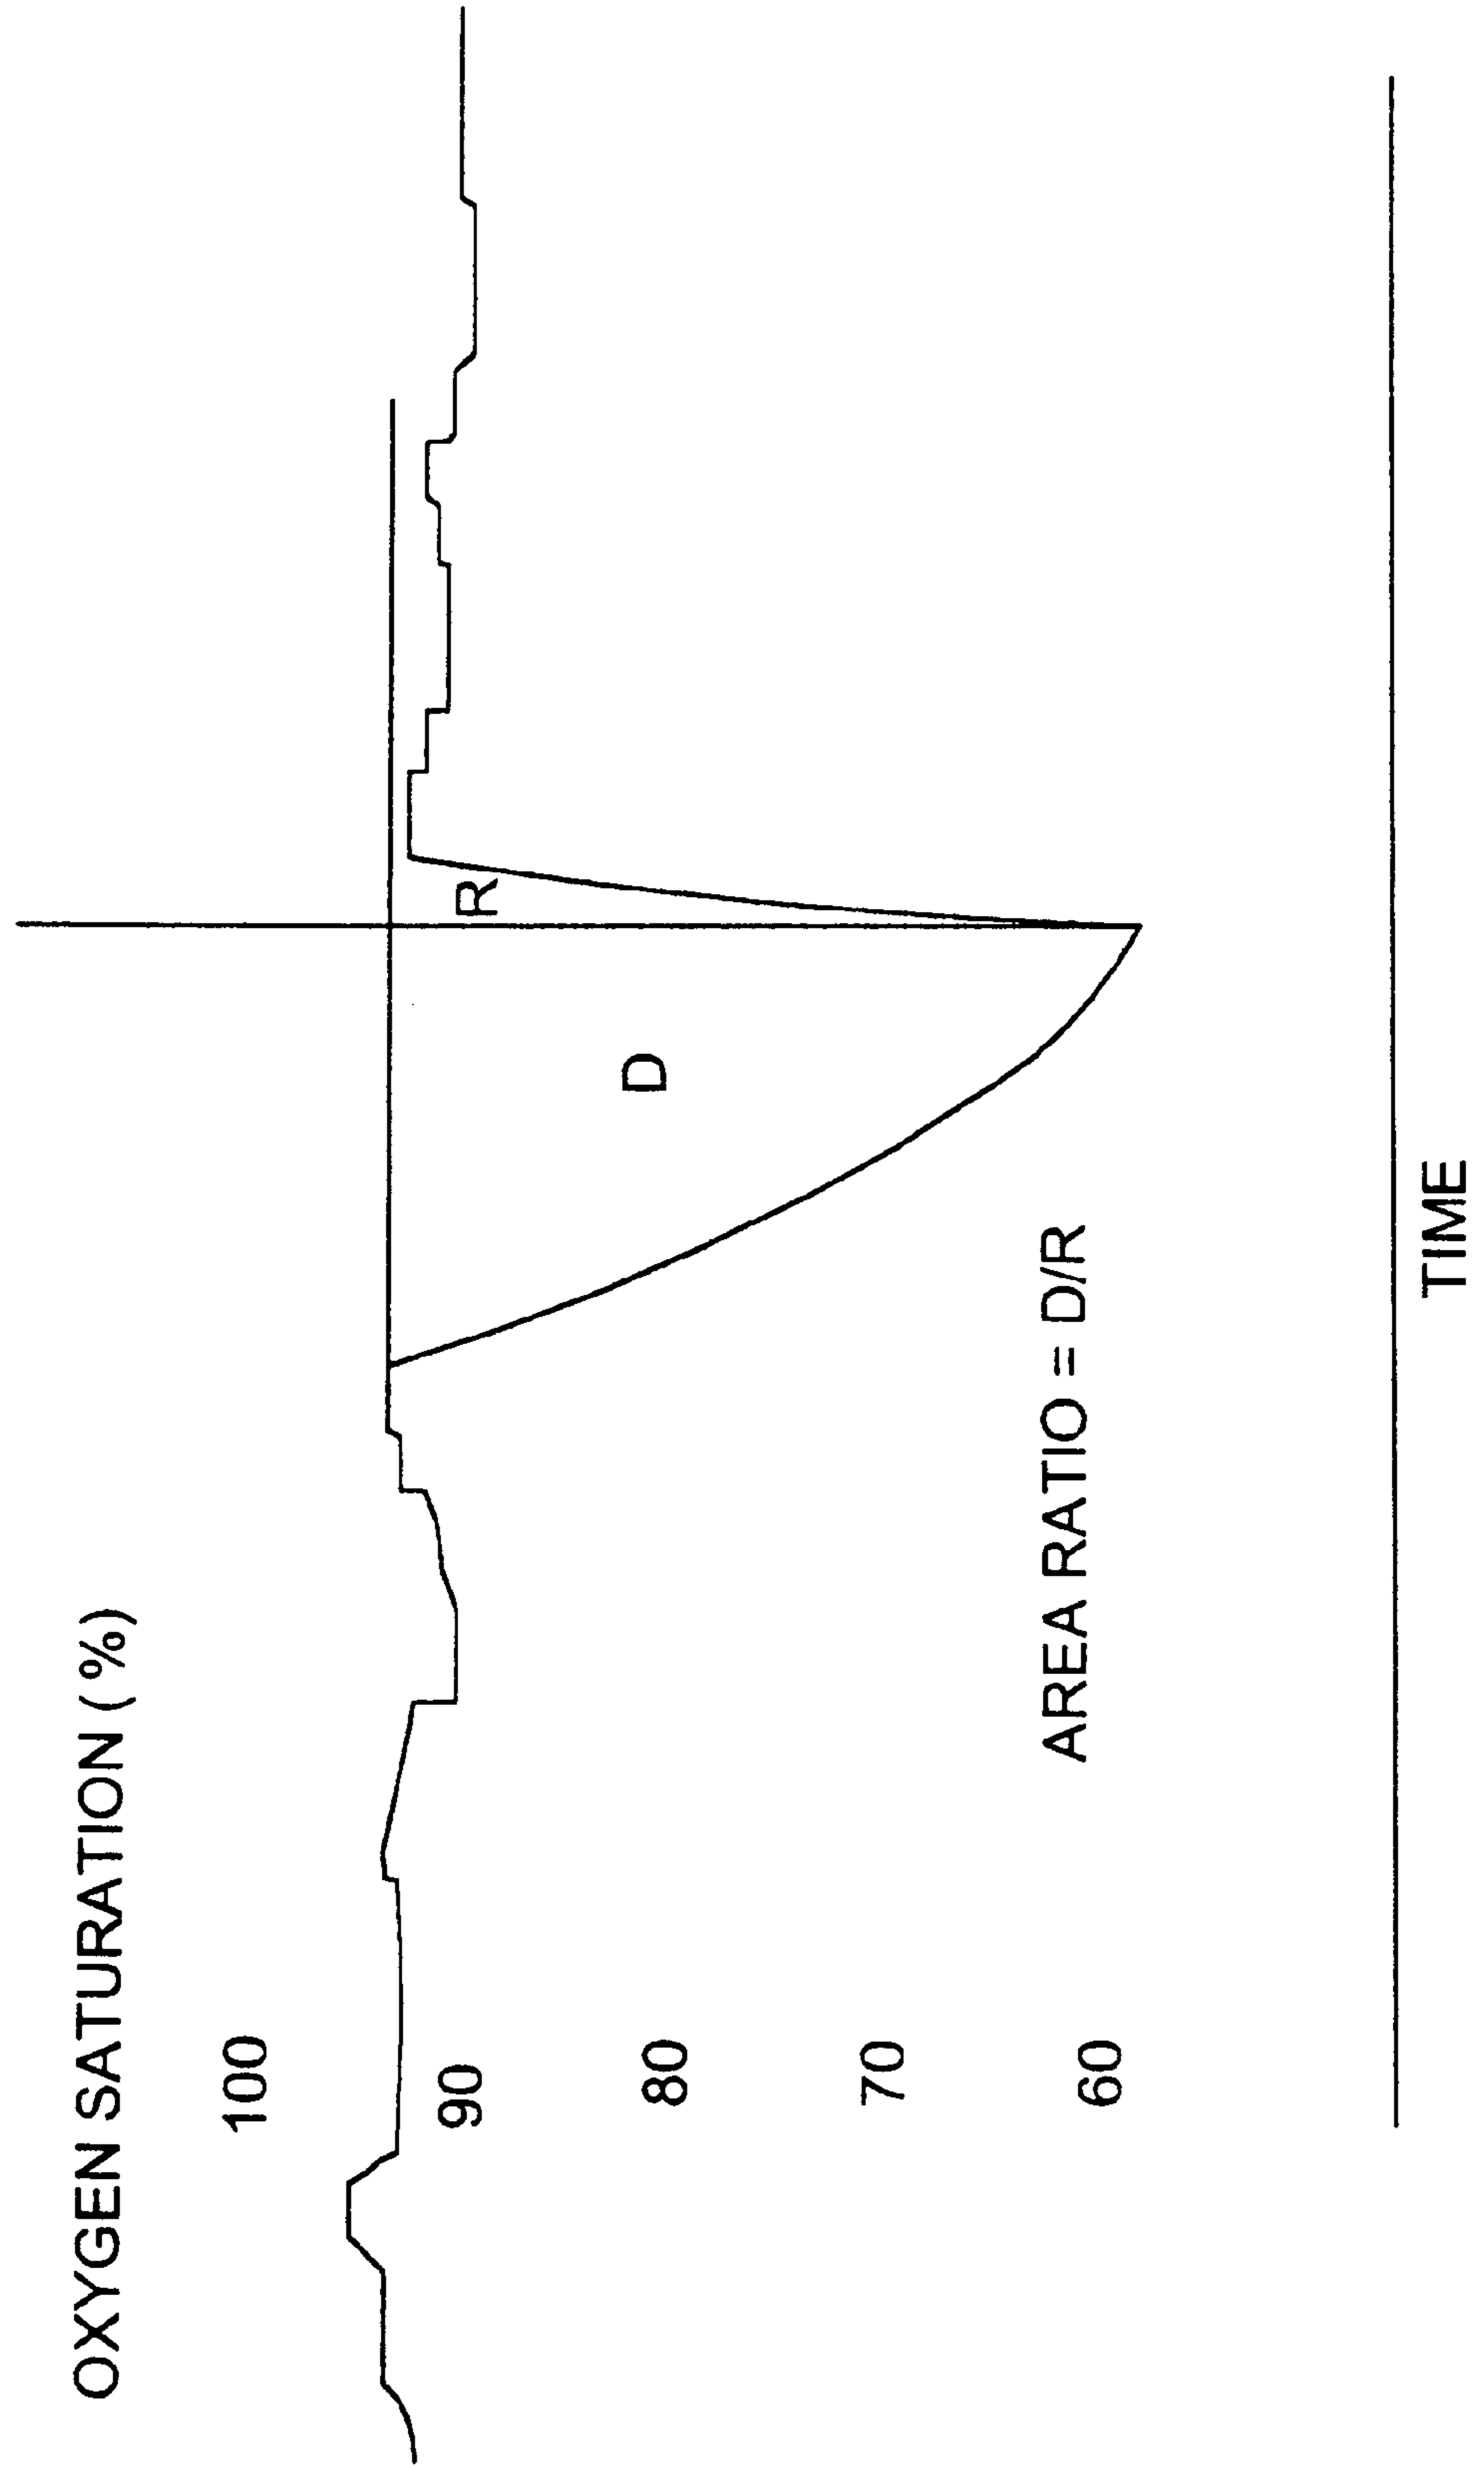 OXYGEN SATURATION (%)
100
90
80
70
60
R
D
AREA RATIO = D/R
TIME